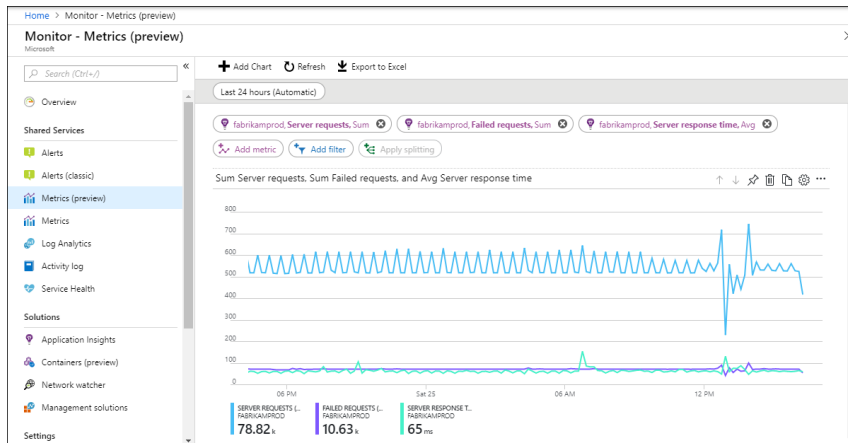 Home > Monitor - Metrics (preview)
Monitor - Metrics (preview)
Microsoft
Search (Ctrl+/)
Overview
Shared Services
Alerts
Alerts (classic)
Metrics (preview)
Metrics
Log Analytics
Activity log
Service Health
Solutions
Application Insights
Containers (preview)
Network watcher
Management solutions
Settings
Add Chart Refresh Export to Excel
Last 24 hours (Automatic)
fabrikamprod, Server requests, Sum fabrikamprod, Failed requests, Sum fabrikamprod, Server response time, Avg
Add metric Add filter Apply splitting
Sum Server requests, Sum Failed requests, and Avg Server response time
800
700
600
500
400
300
200
100
0
06 PM Sat 25 06 AM 12 PM
SERVER REQUESTS (... FAILED REQUESTS (... SERVER RESPONSE T...
FABRIKAMPROD FABRIKAMPROD FABRIKAMPROD
78.82 k 10.63 k 65 ms